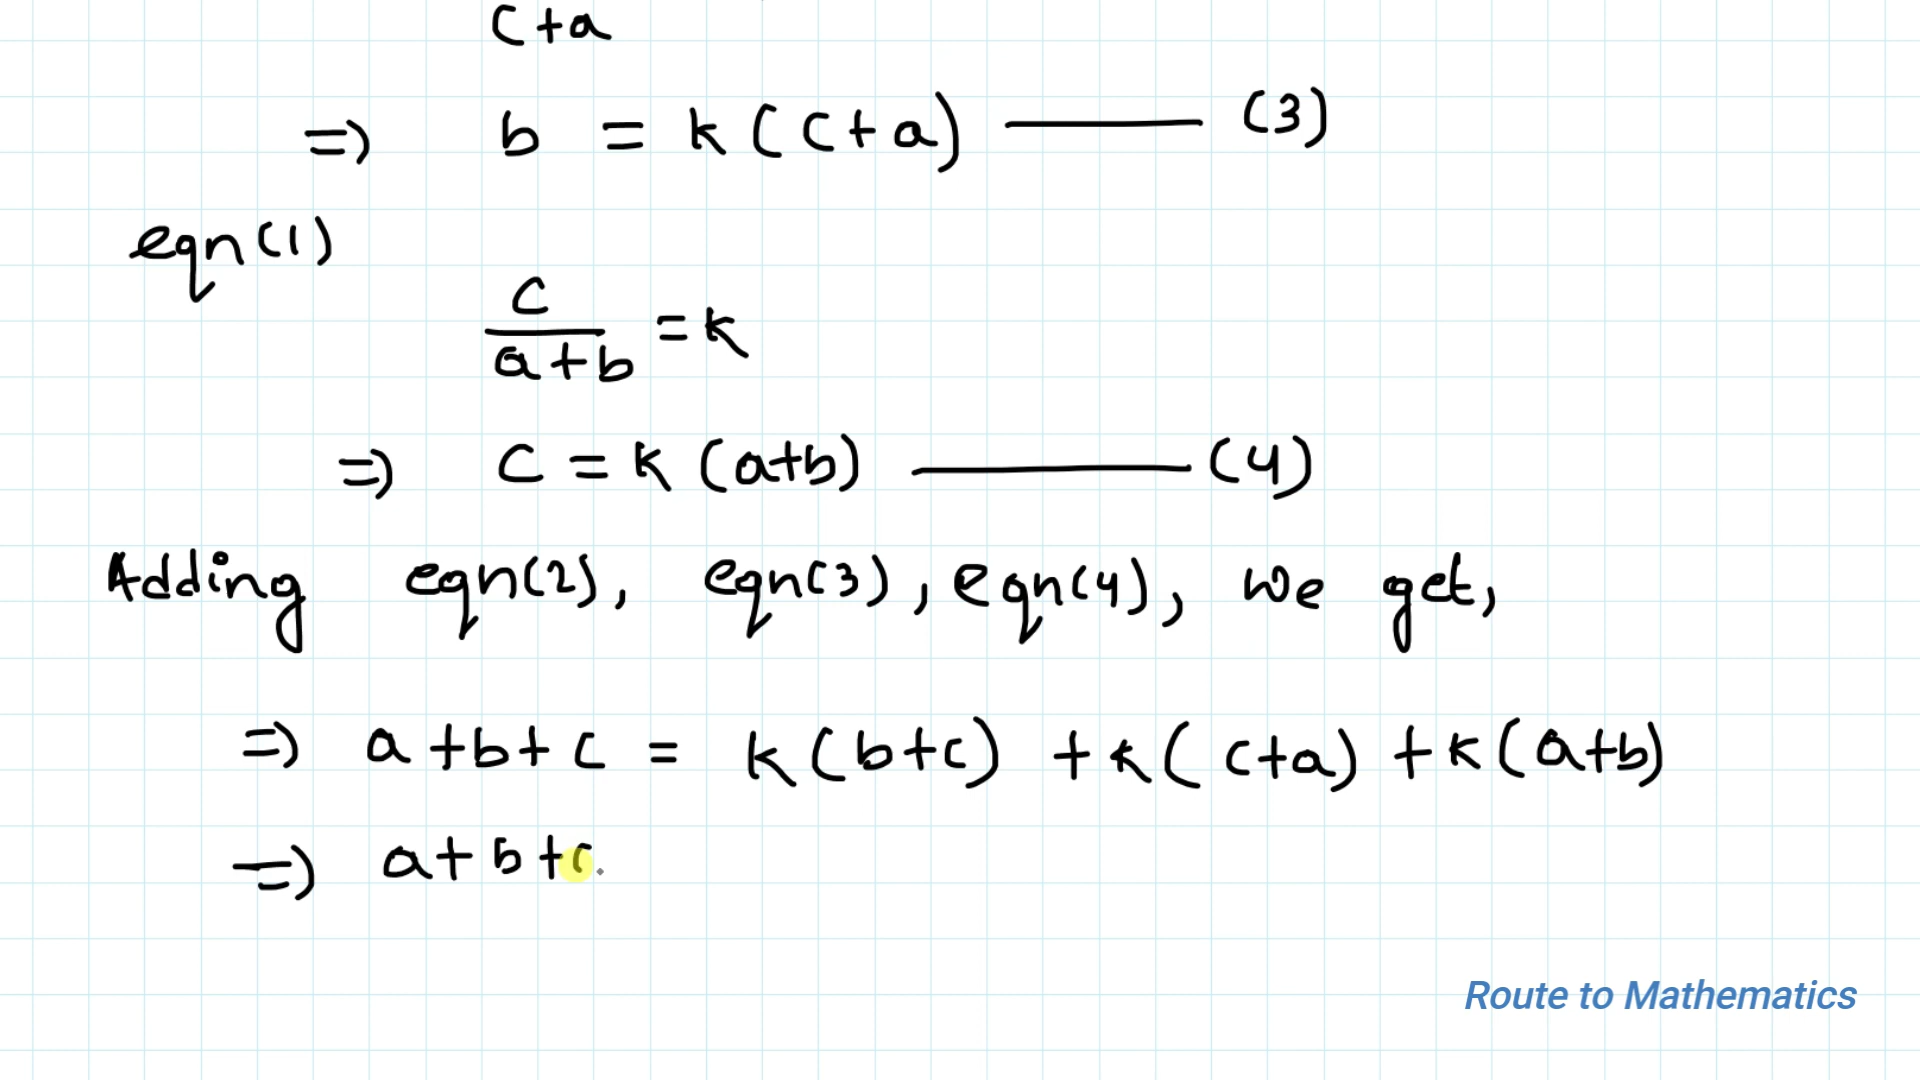 c+a
=> b = k (c+a) —— (3)
eqn(1)
c
a+b = k
=> c = k (a+b) —— (4)
Adding eqn(2), eqn(3), eqn(4), we get,
=> a+b+c = k(b+c) + k(c+a) + k(a+b)
=> a+b+c
Route to Mathematics